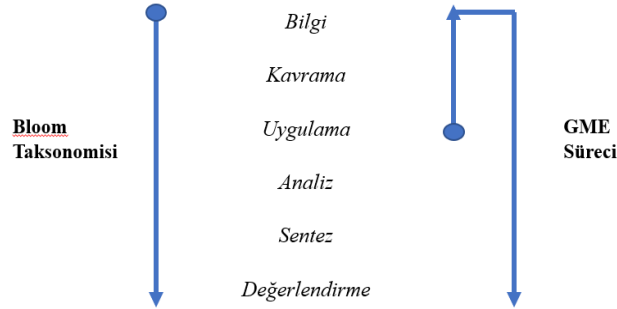 Bilgi
Kavrama
Bloom
Taksonomisi
Uygulama
GME
Süreci
Analiz
Sentez
Değerlendirme